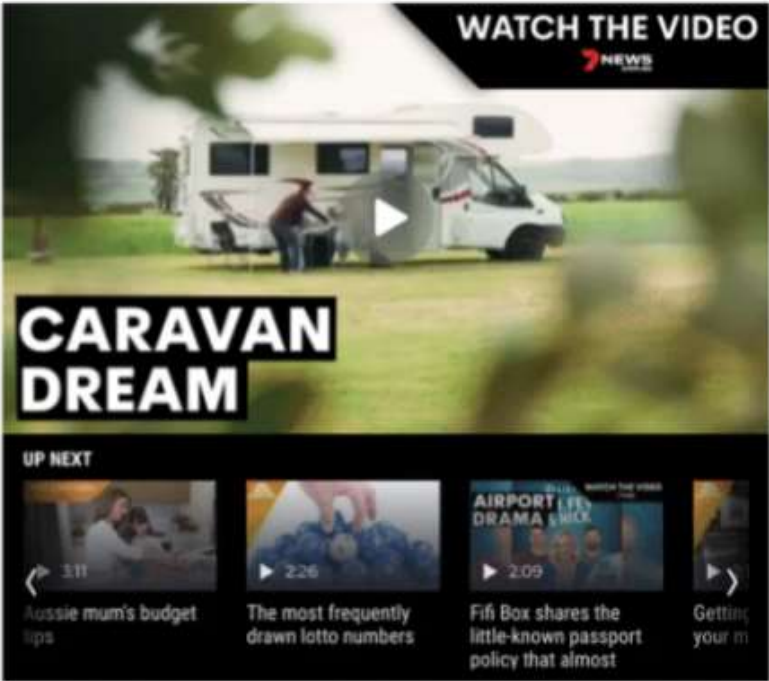 WATCH THE VIDEO
7NEWS
CARAVAN
DREAM
UP NEXT
3:11
2:26
AIRPORT
DRAMA
WATCH THE VIDEO
2:09
Aussie mum's budget
tips
The most frequently
drawn lotto numbers
Fifi Box shares the
little-known passport
policy that almost
Getting
your m